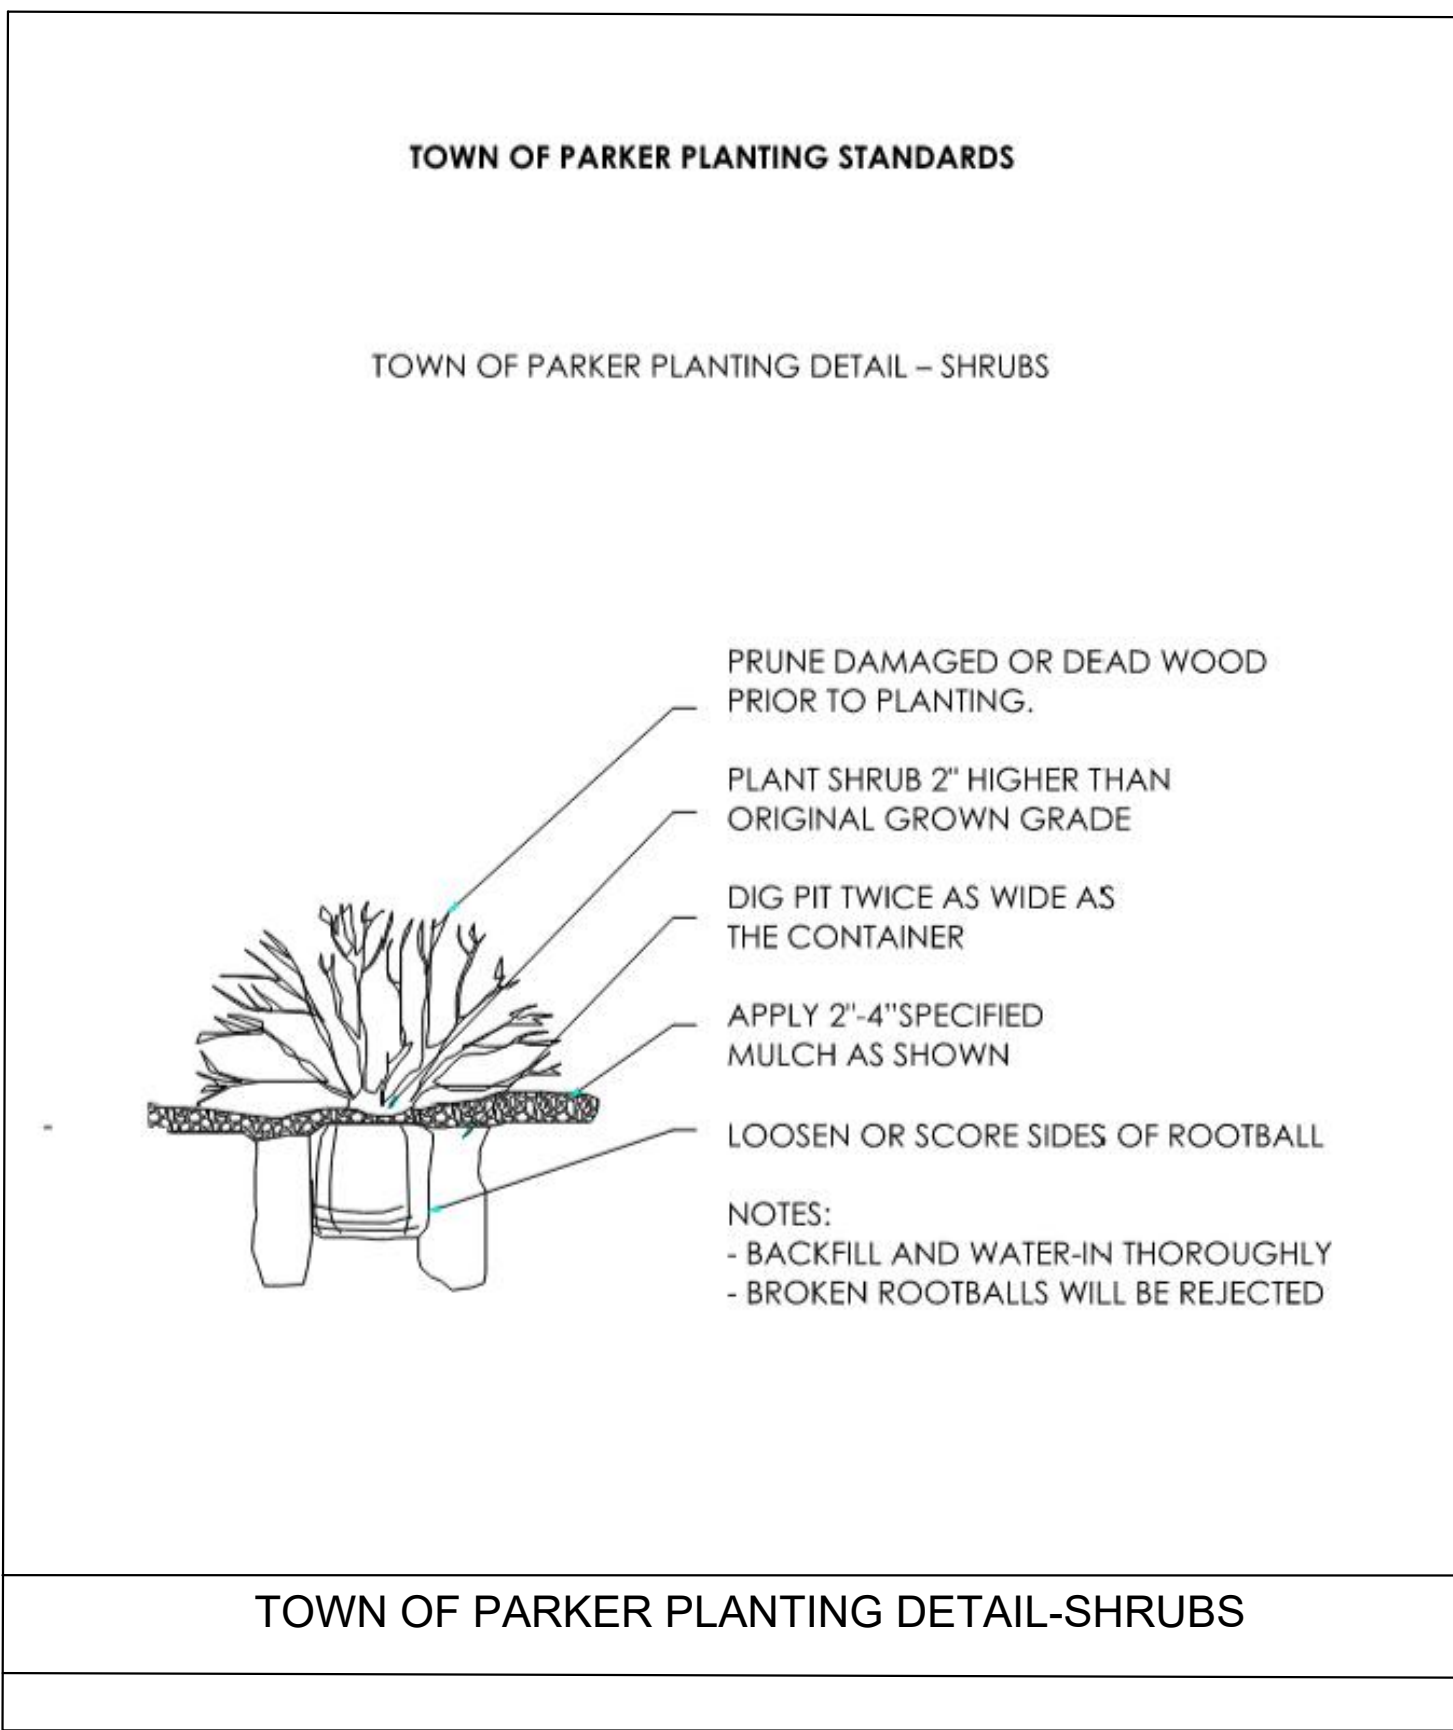 TOWN OF PARKER PLANTING STANDARDS
TOWN OF PARKER PLANTING DETAIL – SHRUBS
PRUNE DAMAGED OR DEAD WOOD
PRIOR TO PLANTING.
PLANT SHRUB 2" HIGHER THAN
ORIGINAL GROWN GRADE
DIG PIT TWICE AS WIDE AS
THE CONTAINER
APPLY 2"-4"SPECIFIED
MULCH AS SHOWN
LOOSEN OR SCORE SIDES OF ROOTBALL
NOTES:
- BACKFILL AND WATER-IN THOROUGHLY
- BROKEN ROOTBALLS WILL BE REJECTED
TOWN OF PARKER PLANTING DETAIL-SHRUBS